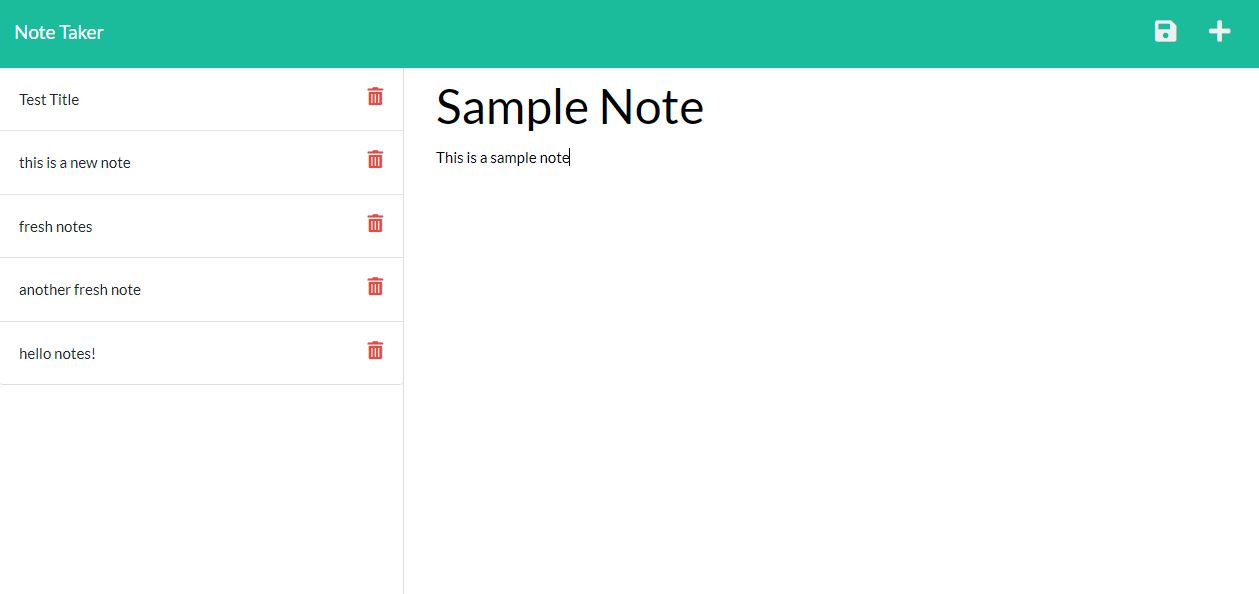 Note Taker
Test Title
this is a new note
fresh notes
another fresh note
hello notes!
Sample Note
This is a sample note